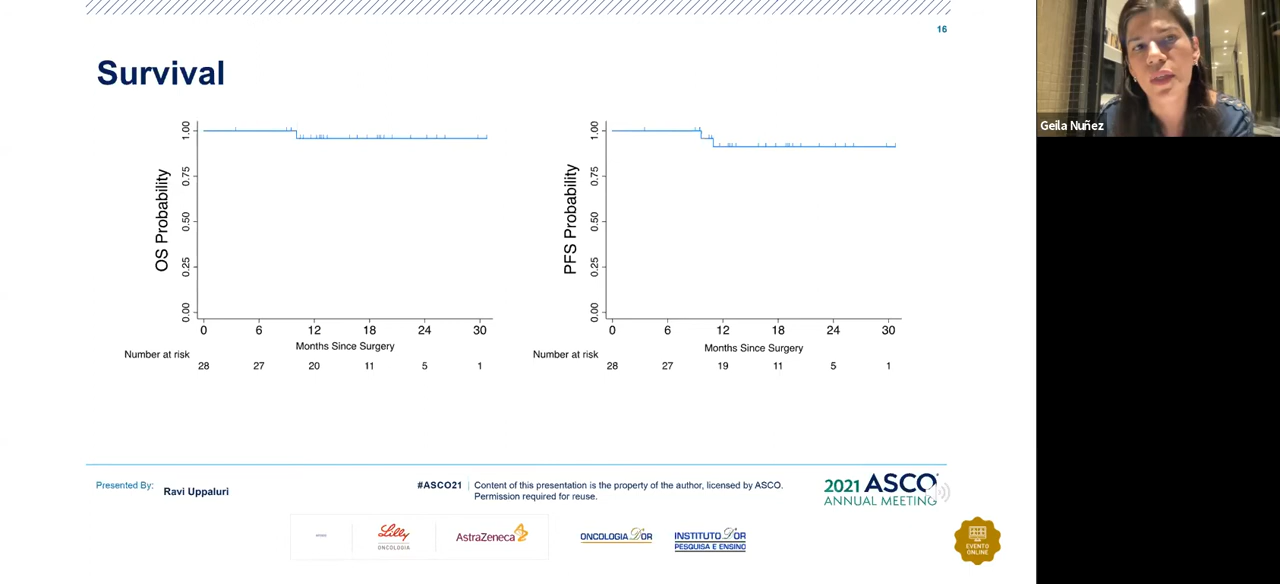 16
Geila Nuñez
Survival
OS Probability
1.00
0.75
0.50
0.25
0.00
0 6 12 18 24 30
Months Since Surgery
Number at risk
28 27 20 11 5 1
PFS Probability
1.00
0.75
0.50
0.25
0.00
0 6 12 18 24 30
Months Since Surgery
Number at risk
28 27 19 11 5 1
Presented By: Ravi Uppaluri
#ASCO21
Content of this presentation is the property of the author, licensed by ASCO.
Permission required for reuse.
2021 ASCO
ANNUAL MEETING
Lilly
ONCOLOGIA
AstraZeneca
ONCOLOGIA D'OR
INSTITUTO D'OR
PESQUISA E ENSINO
EVENTO
ONLINE